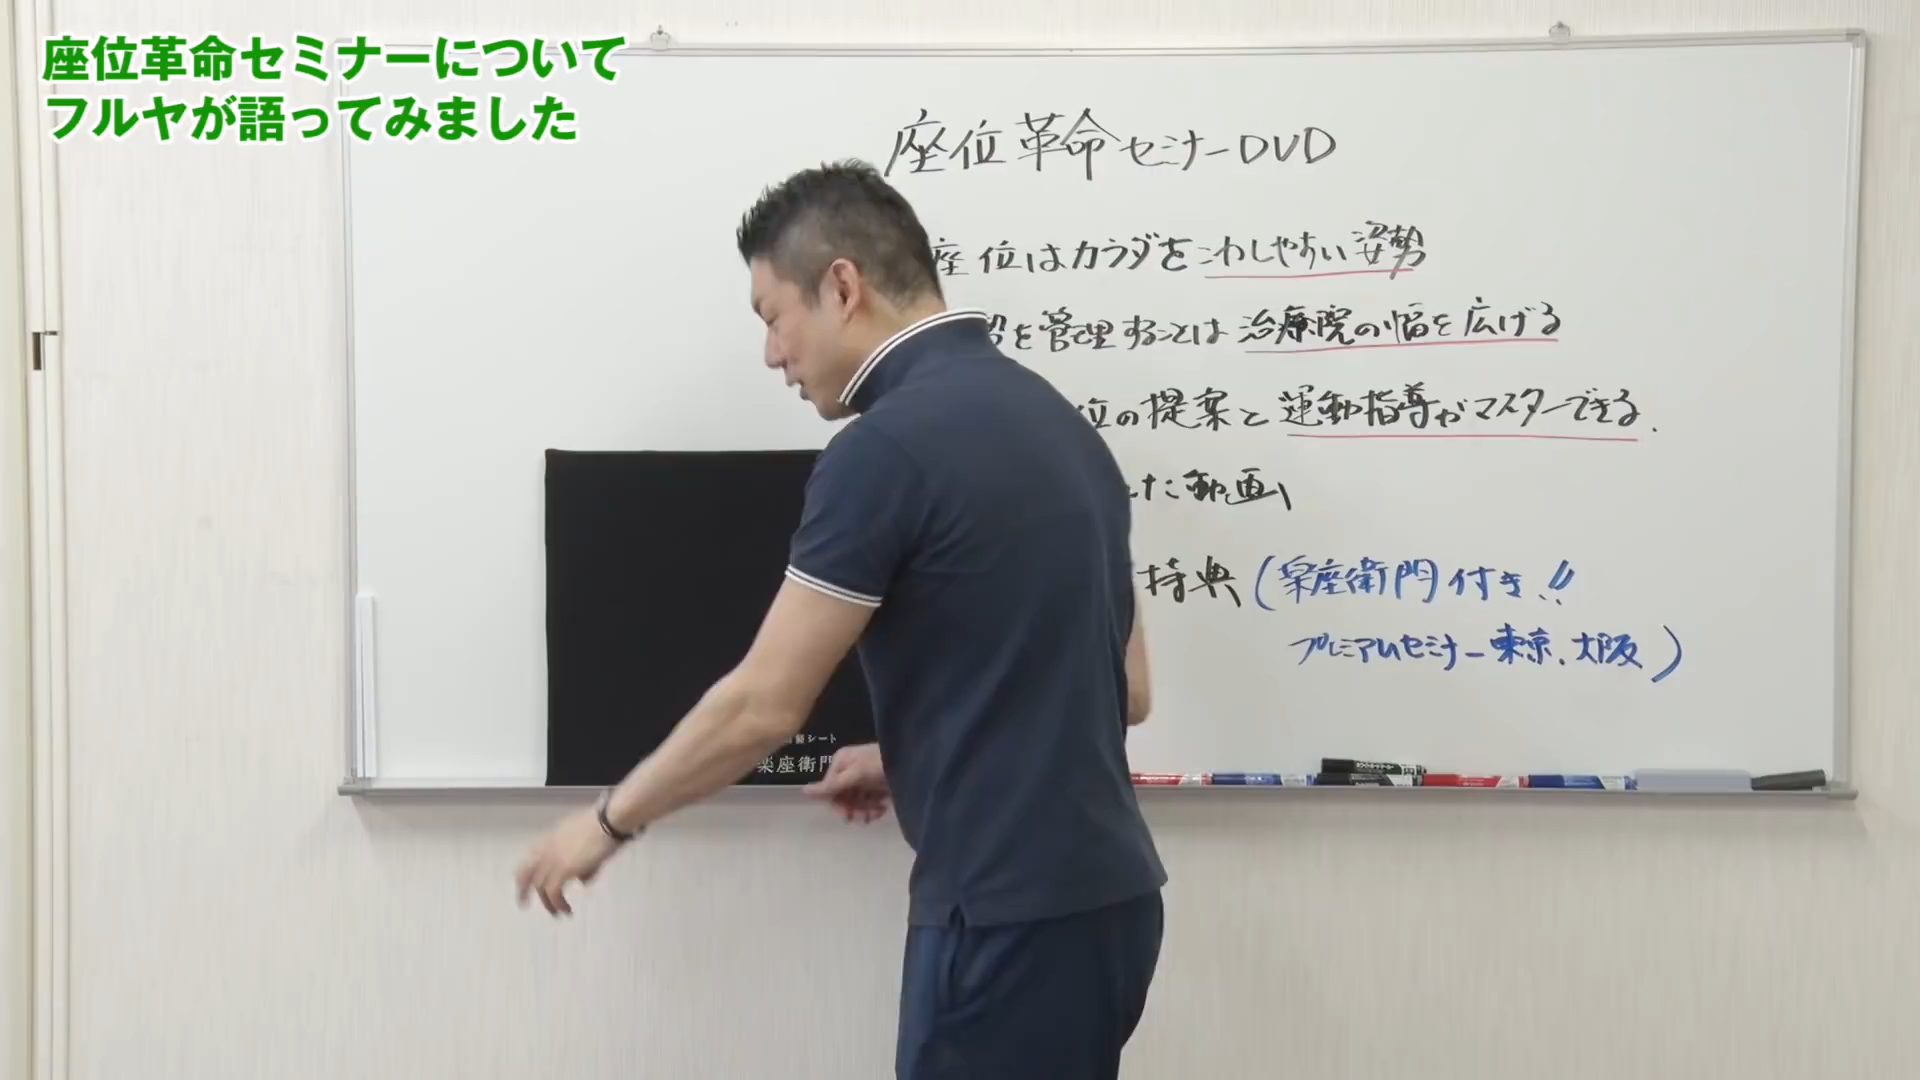 座位革命セミナーについて
フルヤが語ってみました
座位革命セミナーDVD
座位はカラダをこわしやすい姿勢
を管理することは治療院の幅を広げる
位の提案と運動指導がマスターできる.
した動画
特典(楽座衛門付き!!
プレミアムセミナー東京、大阪)
シート
楽座衛門